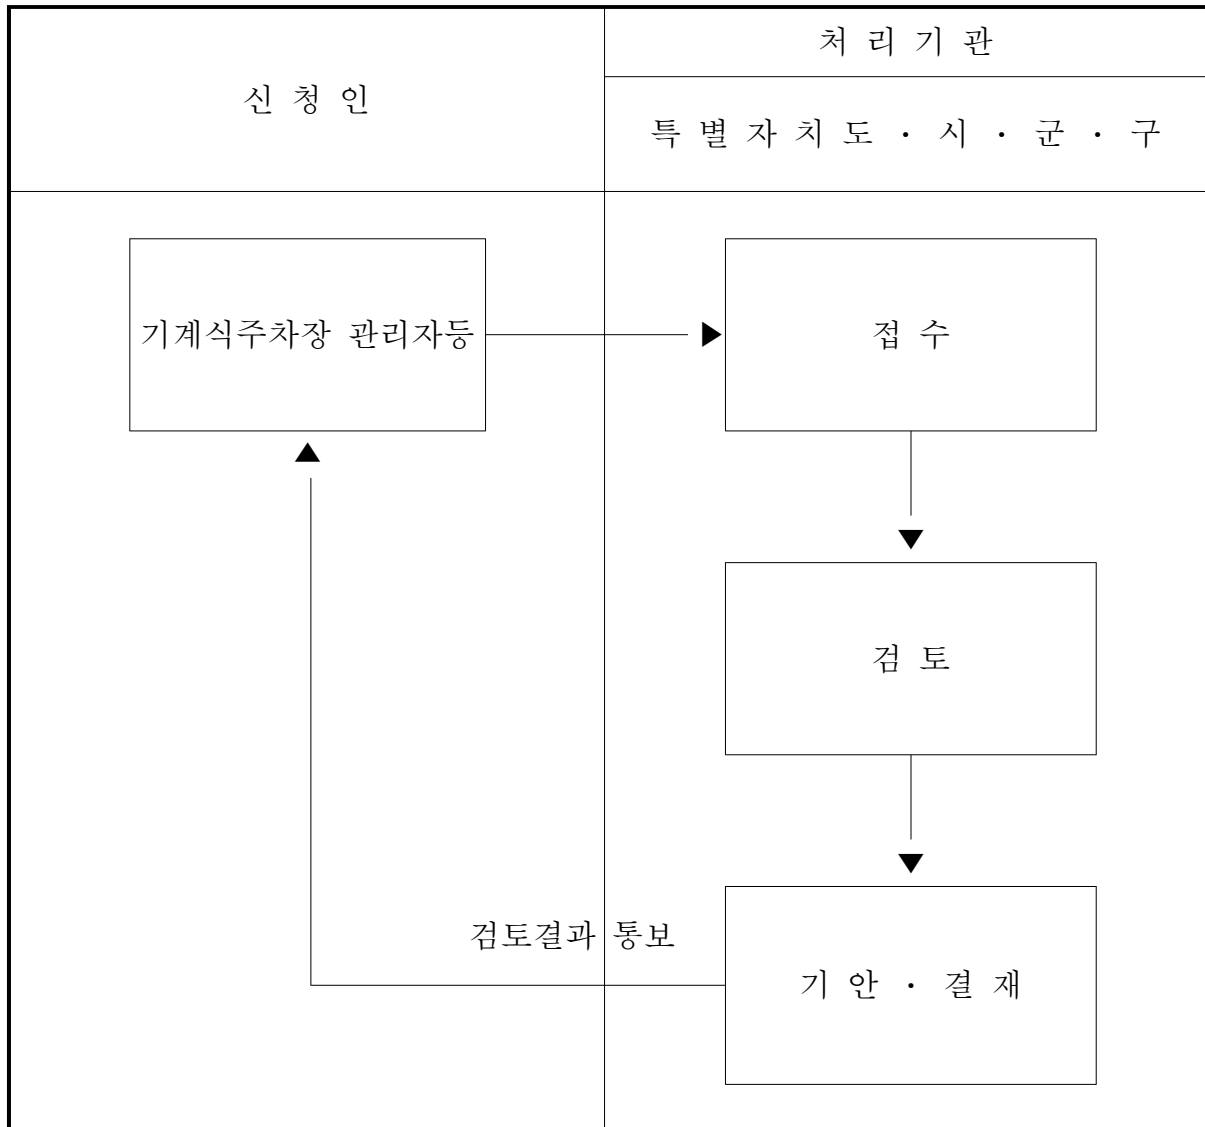 신 청 인
처 리 기 관
특 별 자 치 도 · 시 · 군 · 구
기계식주차장 관리자등
접 수
검 토
검토결과 통보
기 안 · 결 재